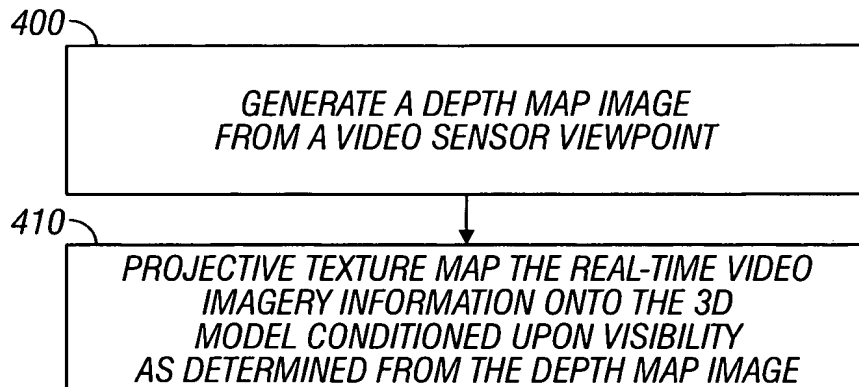 400
GENERATE A DEPTH MAP IMAGE
FROM A VIDEO SENSOR VIEWPOINT
410
PROJECTIVE TEXTURE MAP THE REAL-TIME VIDEO
IMAGERY INFORMATION ONTO THE 3D
MODEL CONDITIONED UPON VISIBILITY
AS DETERMINED FROM THE DEPTH MAP IMAGE